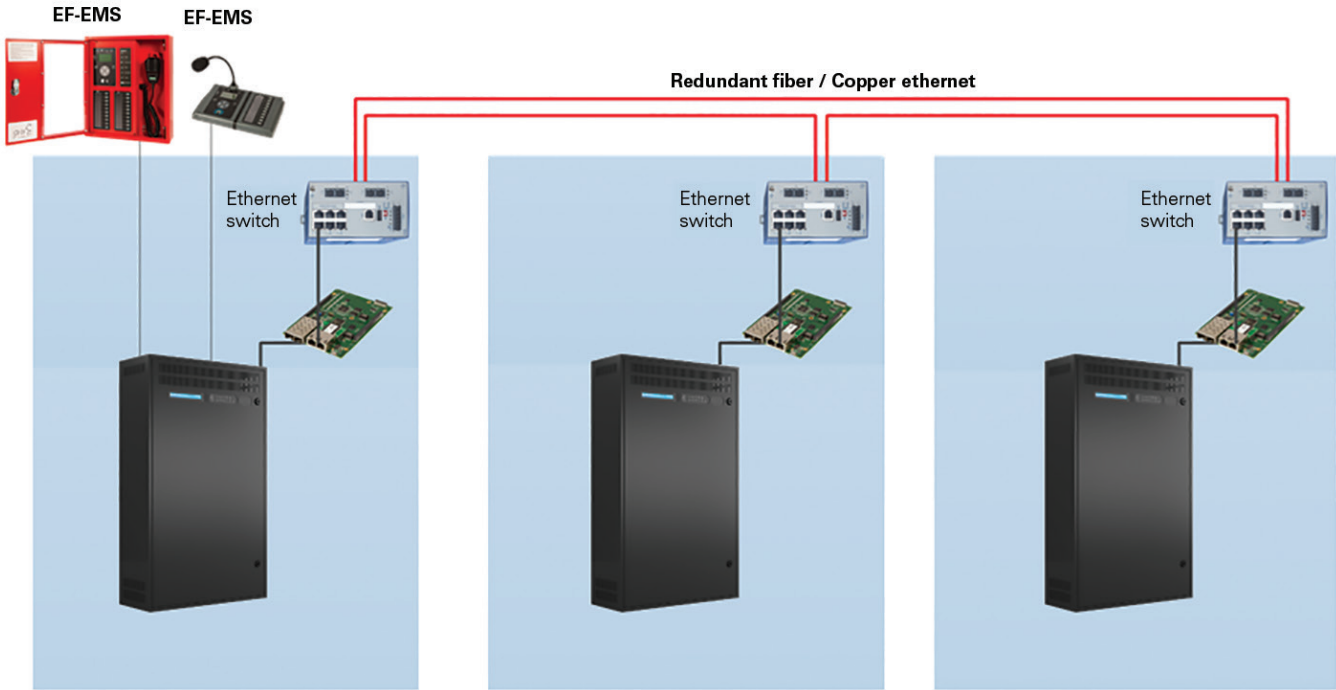 EF-EMS
EF-EMS
Redundant fiber / Copper ethernet
Ethernet
switch
Ethernet
switch
Ethernet
switch